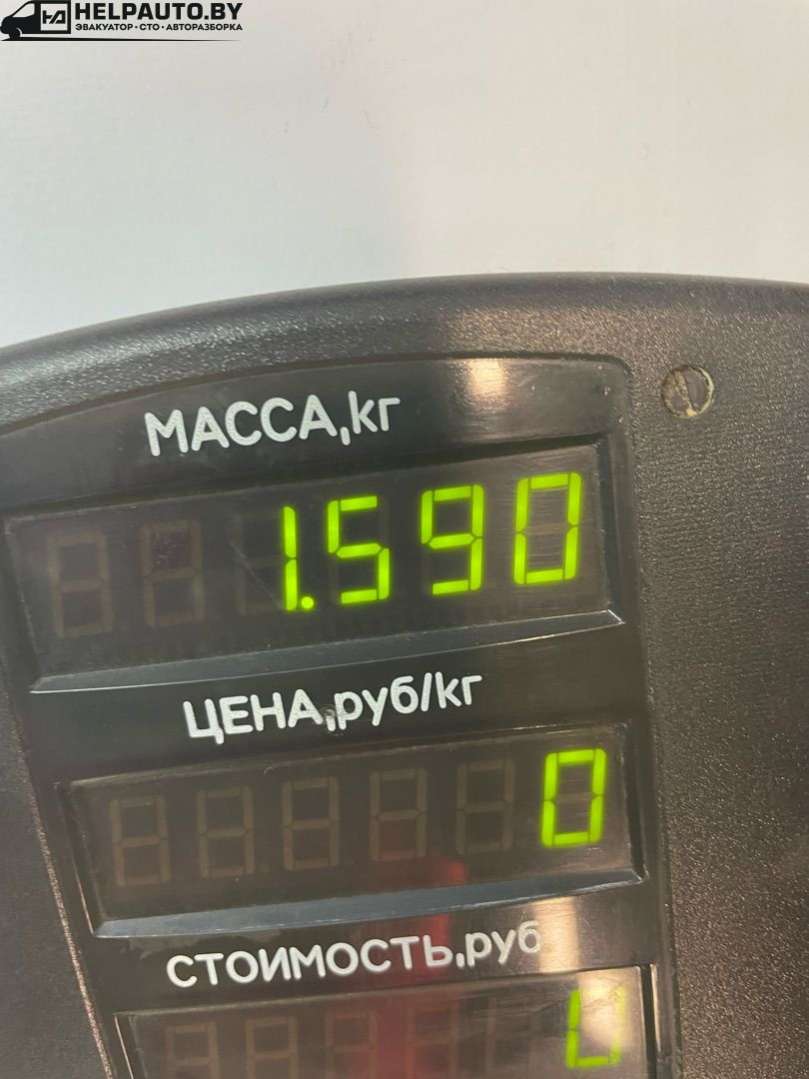 HELPAUTO.BY
ЭВАКУАТОР · СТО · АВТОРАЗБОРКА
МАССА,кг
1.590
ЦЕНА,руб/кг
0
СТОИМОСТЬ,руб